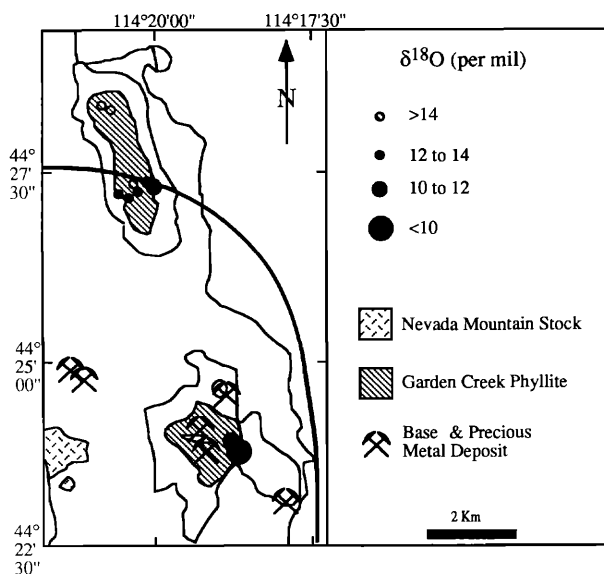 114°20'00"
114°17'30"
N
44°
27'
30"
44°
25'
00"
44°
22'
30"
δ18O (per mil)
>14
12 to 14
10 to 12
<10
Nevada Mountain Stock
Garden Creek Phyllite
Base & Precious
Metal Deposit
2 Km